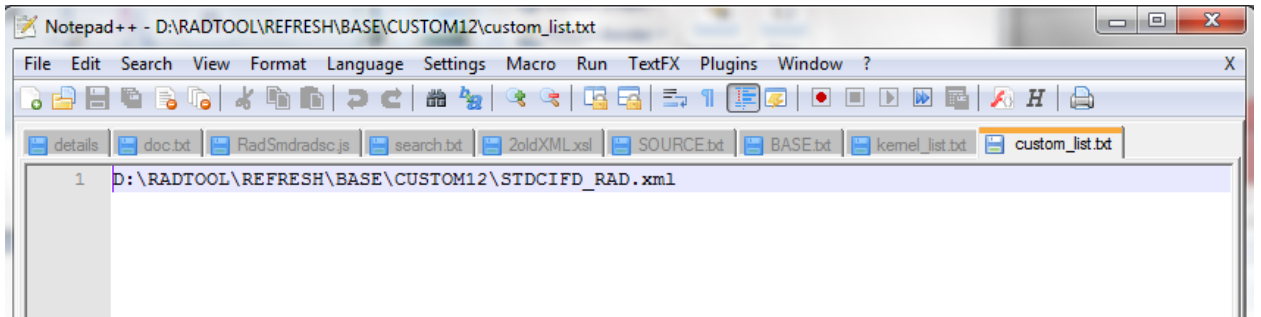 Notepad++ - D:\RADTOOL\REFRESH\BASE\CUSTOM12\custom_list.txt
File Edit Search View Format Language Settings Macro Run TextFX Plugins Window ? X
details doc.txt RadSmdradsc.js search.txt 2oldXML.xsl SOURCE.txt BASE.txt kernel_list.txt custom_list.txt
1 D:\RADTOOL\REFRESH\BASE\CUSTOM12\STDCIFD_RAD.xml